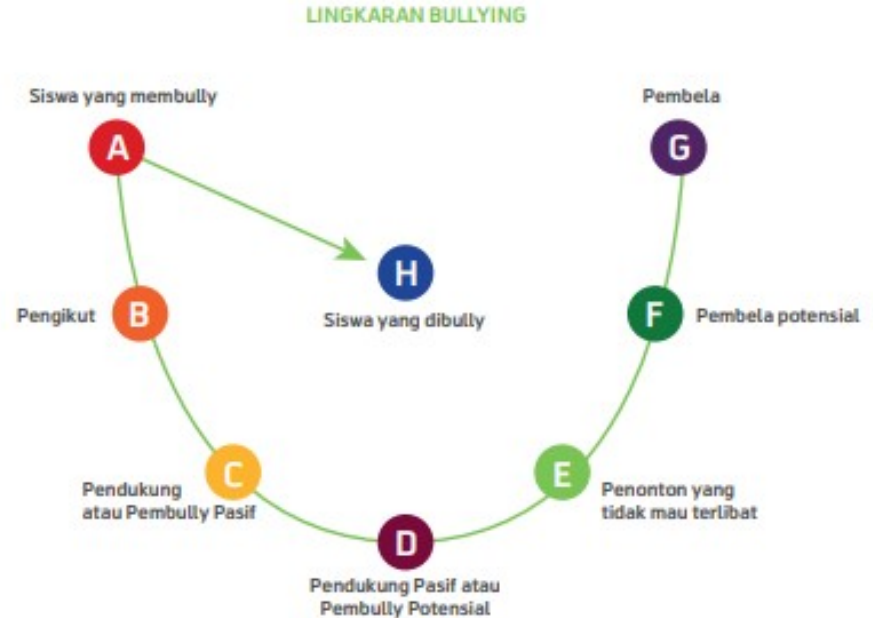 LINGKARAN BULLYING
Siswa yang membully
A
Pembela
G
H
Siswa yang dibully
Pengikut
B
F
Pembela potensial
C
Pendukung
atau Pembully Pasif
E
Penonton yang
tidak mau terlibat
D
Pendukung Pasif atau
Pembully Potensial